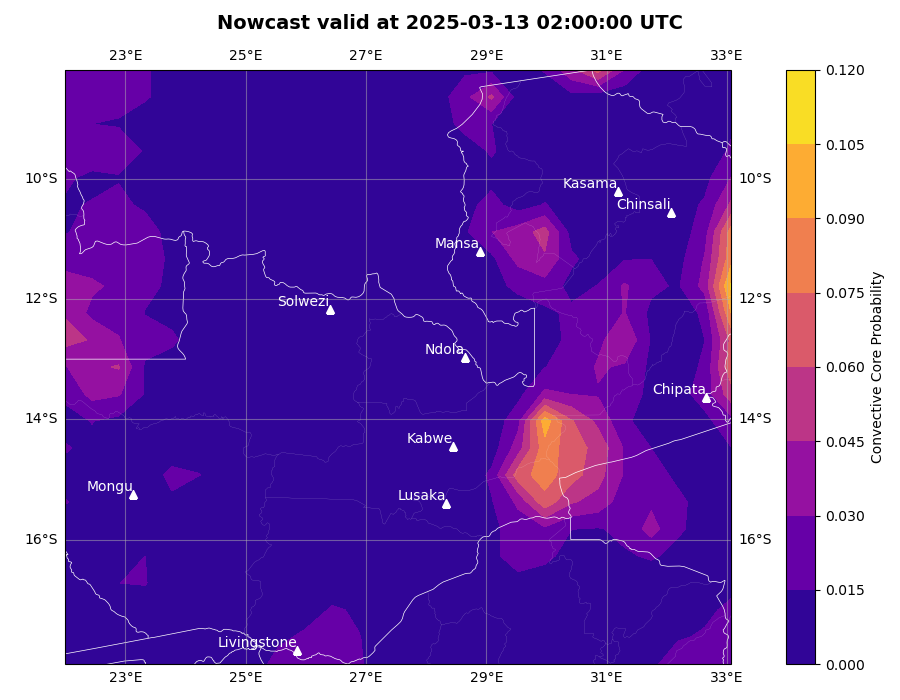 Nowcast valid at 2025-03-13 02:00:00 UTC
23°E 25°E 27°E 29°E 31°E 33°E
0.120
0.105
10°S Kasama 10°S
Chinsali
0.090
Mansa
12°S 12°S
Solwezi
0.075
Ndola
0.060
Chipata
14°S 14°S
Kabwe
0.045
Mongu
Lusaka
0.030
16°S 16°S
0.015
Livingstone
0.000
23°E 25°E 27°E 29°E 31°E 33°E
Convective Core Probability